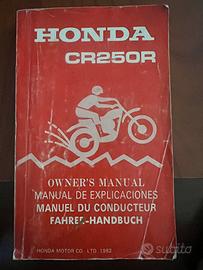 HONDA
CR250R
OWNER'S MANUAL
MANUAL DE EXPLICACIONES
MANUEL DU CONDUCTEUR
FAHRER-HANDBUCH
HONDA MOTOR CO. LTD. 1982
subito